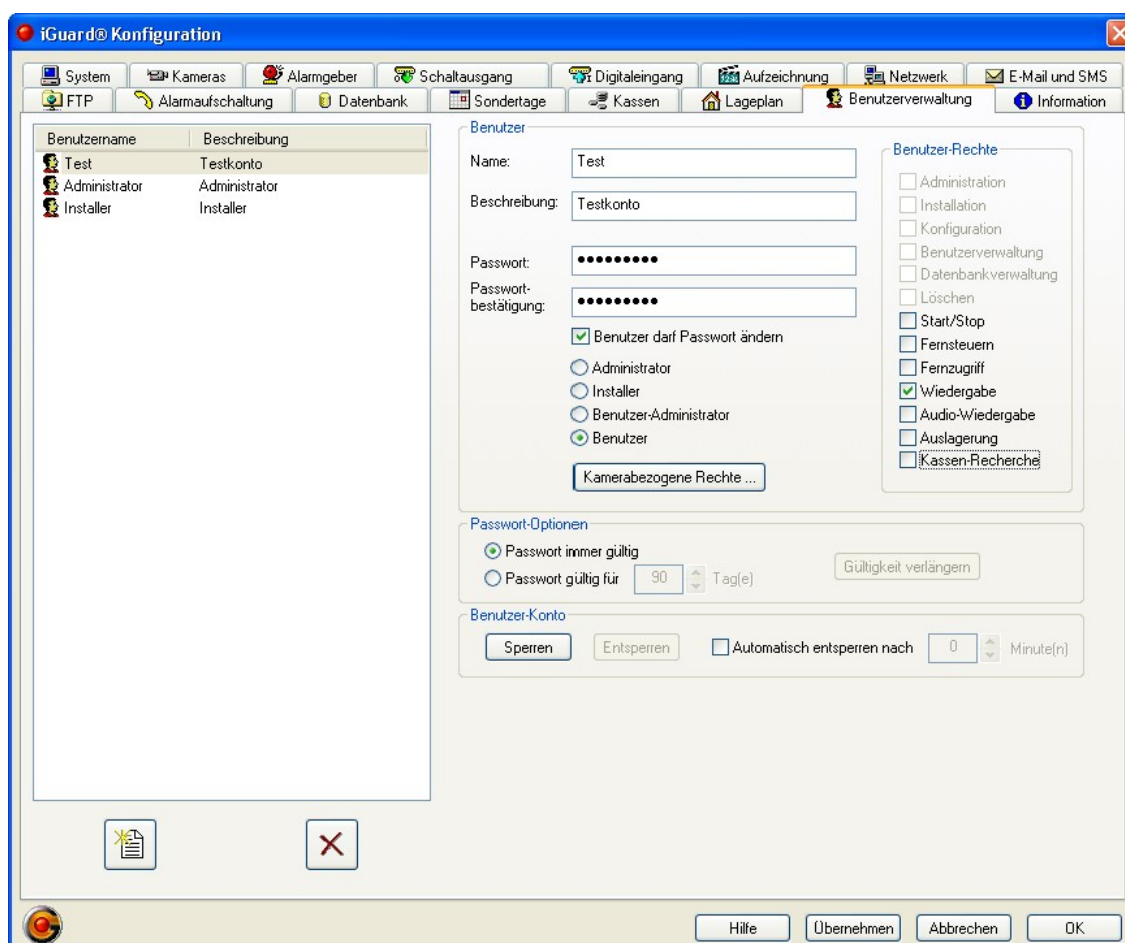 iGuard® Konfiguration
System Kameras Alarmgeber Schaltausgang Digitaleingang Aufzeichnung Netzwerk E-Mail und SMS
FTP Alarmaufschaltung Datenbank Sondertage Kassen Lageplan Benutzerverwaltung Information
Benutzername Beschreibung
Test Testkonto
Administrator Administrator
Installer Installer
Benutzer
Name: Test
Beschreibung: Testkonto
Passwort: •••••••••
Passwort-
bestätigung: •••••••••
Benutzer darf Passwort ändern
Administrator
Installer
Benutzer-Administrator
Benutzer
Kamerabezogene Rechte ...
Benutzer-Rechte
Administration
Installation
Konfiguration
Benutzerverwaltung
Datenbankverwaltung
Löschen
Start/Stop
Fernsteuern
Fernzugriff
Wiedergabe
Audio-Wiedergabe
Auslagerung
Kassen-Recherche
Passwort-Optionen
Passwort immer gültig
Passwort gültig für 90 Tag(e) Gültigkeit verlängern
Benutzer-Konto
Sperren Entsperren Automatisch entsperren nach 0 Minute(n)
Hilfe Übernehmen Abbrechen OK